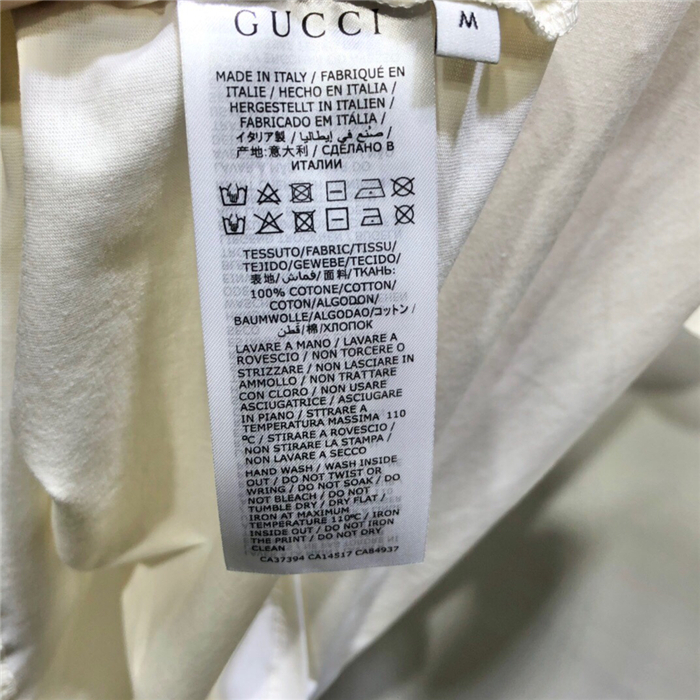 GUCCI
M
MADE IN ITALY / FABRIQUÉ EN
ITALIE / HECHO EN ITALIA /
HERGESTELLT IN ITALIEN /
FABRICADO EM ITÁLIA /
イタリア製 / صنع في إيطاليا /
产地:意大利 / СДЕЛАНО В
ИТАЛИИ
TESSUTO/FABRIC/TISSU/
TEJIDO/GEWEBE/TECIDO/
表地/قماش/面料/ТКАНЬ:
100% COTONE/COTTON/
COTON/ALGODON/
BAUMWOLLE/ALGODAO/コットン/
قطن/棉/ХЛОПОК
LAVARE A MANO / LAVARE A
ROVESCIO / NON TORCERE O
STRIZZARE / NON LASCIARE IN
AMMOLLO / NON TRATTARE
CON CLORO / NON USARE
ASCIUGATRICE / ASCIUGARE
IN PIANO / STTRARE A
TEMPERATURA MASSIMA 110
ºC / STIRARE A ROVESCIO /
NON STIRARE LA STAMPA /
NON LAVARE A SECCO
HAND WASH / WASH INSIDE
OUT / DO NOT TWIST OR
WRING / DO NOT SOAK / DO
NOT BLEACH / DO NOT
TUMBLE DRY / DRY FLAT /
IRON AT MAXIMUM
TEMPERATURE 110ºC / IRON
INSIDE OUT / DO NOT IRON
THE PRINT / DO NOT DRY
CLEAN
CA37394 CA14517 CA84937